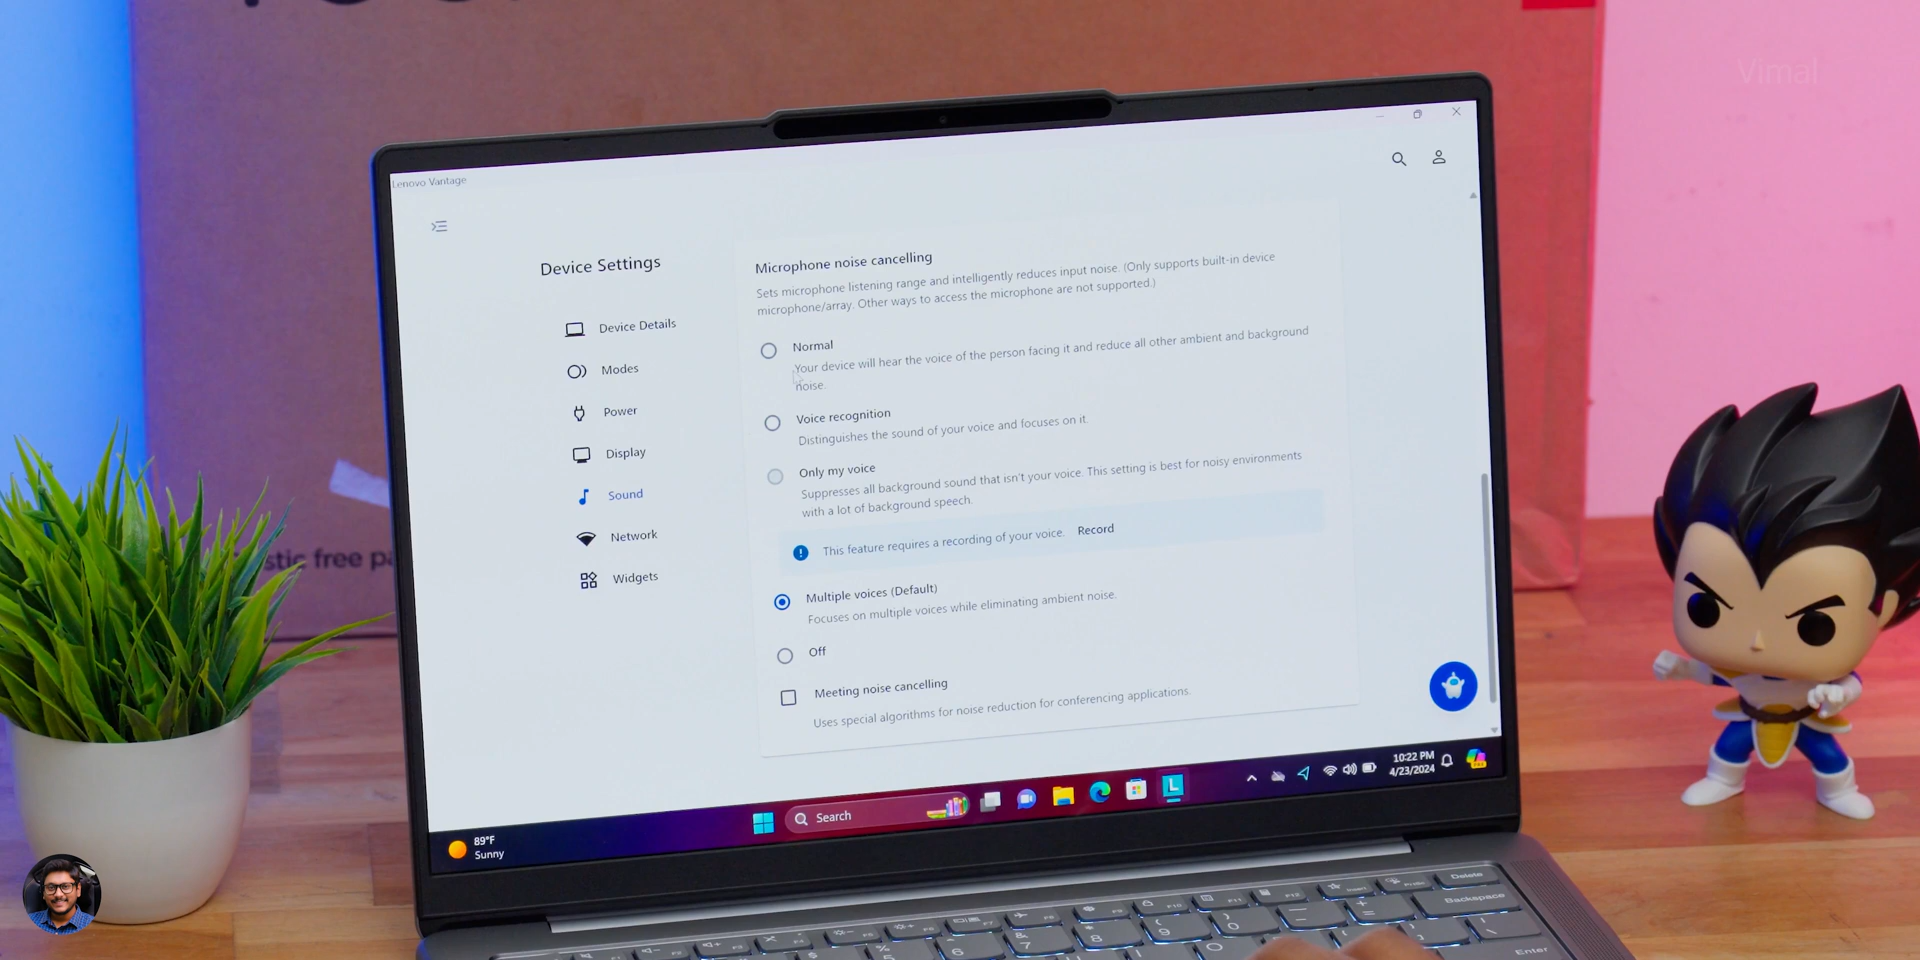 Vimal
Lenovo Vantage
Device Settings
Device Details
Modes
Power
Display
Sound
Network
Widgets
Microphone noise cancelling
Sets microphone listening range and intelligently reduces input noise. (Only supports built-in device
microphone/array. Other ways to access the microphone are not supported.)
Normal
Your device will hear the voice of the person facing it and reduce all other ambient and background
noise.
Voice recognition
Distinguishes the sound of your voice and focuses on it.
Only my voice
Suppresses all background sound that isn't your voice. This setting is best for noisy environments
with a lot of background speech.
This feature requires a recording of your voice. Record
Multiple voices (Default)
Focuses on multiple voices while eliminating ambient noise.
Off
Meeting noise cancelling
Uses special algorithms for noise reduction for conferencing applications.
stic free pa
89°F
Sunny
Search
L
10:22 PM
4/23/2024
Delete
Backspace
Enter